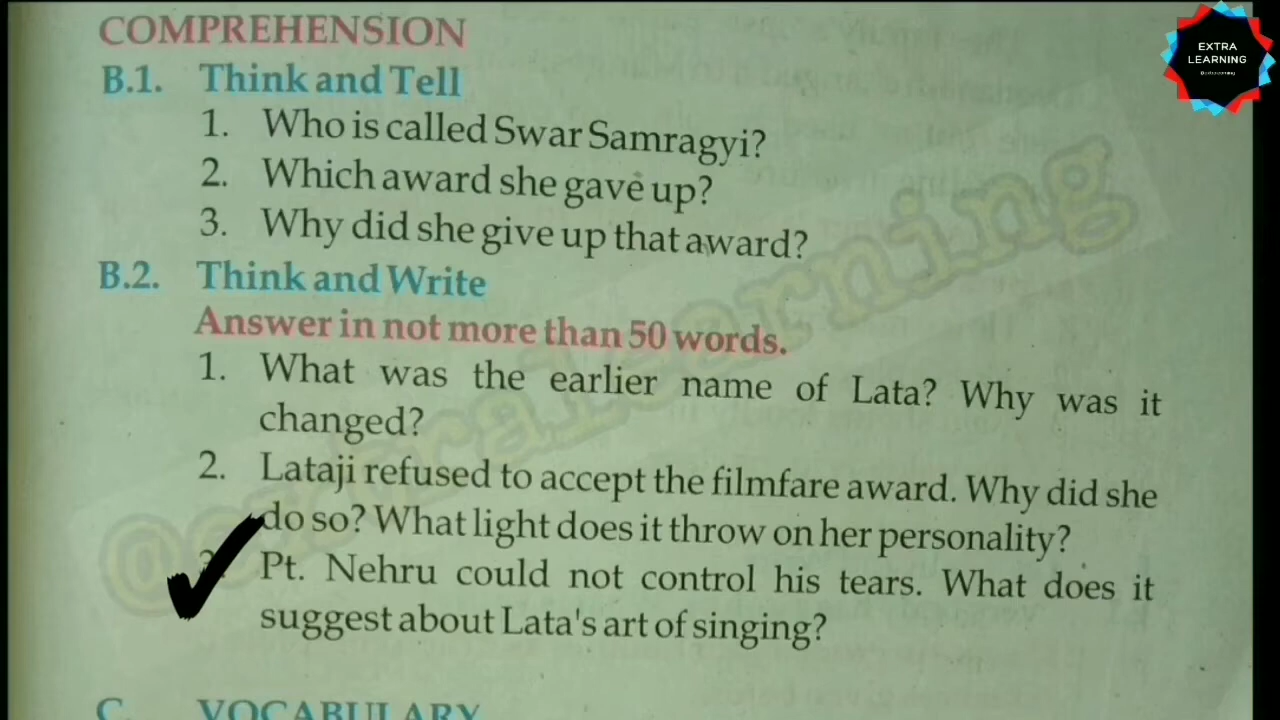 COMPREHENSION
EXTRA
LEARNING
B.1. Think and Tell
1. Who is called Swar Samragyi?
2. Which award she gave up?
3. Why did she give up that award?
B.2. Think and Write
Answer in not more than 50 words.
1. What was the earlier name of Lata? Why was it
changed?
2. Lataji refused to accept the filmfare award. Why did she
do so? What light does it throw on her personality?
3. Pt. Nehru could not control his tears. What does it
suggest about Lata's art of singing?
C. VOCABULARY
@extralearning